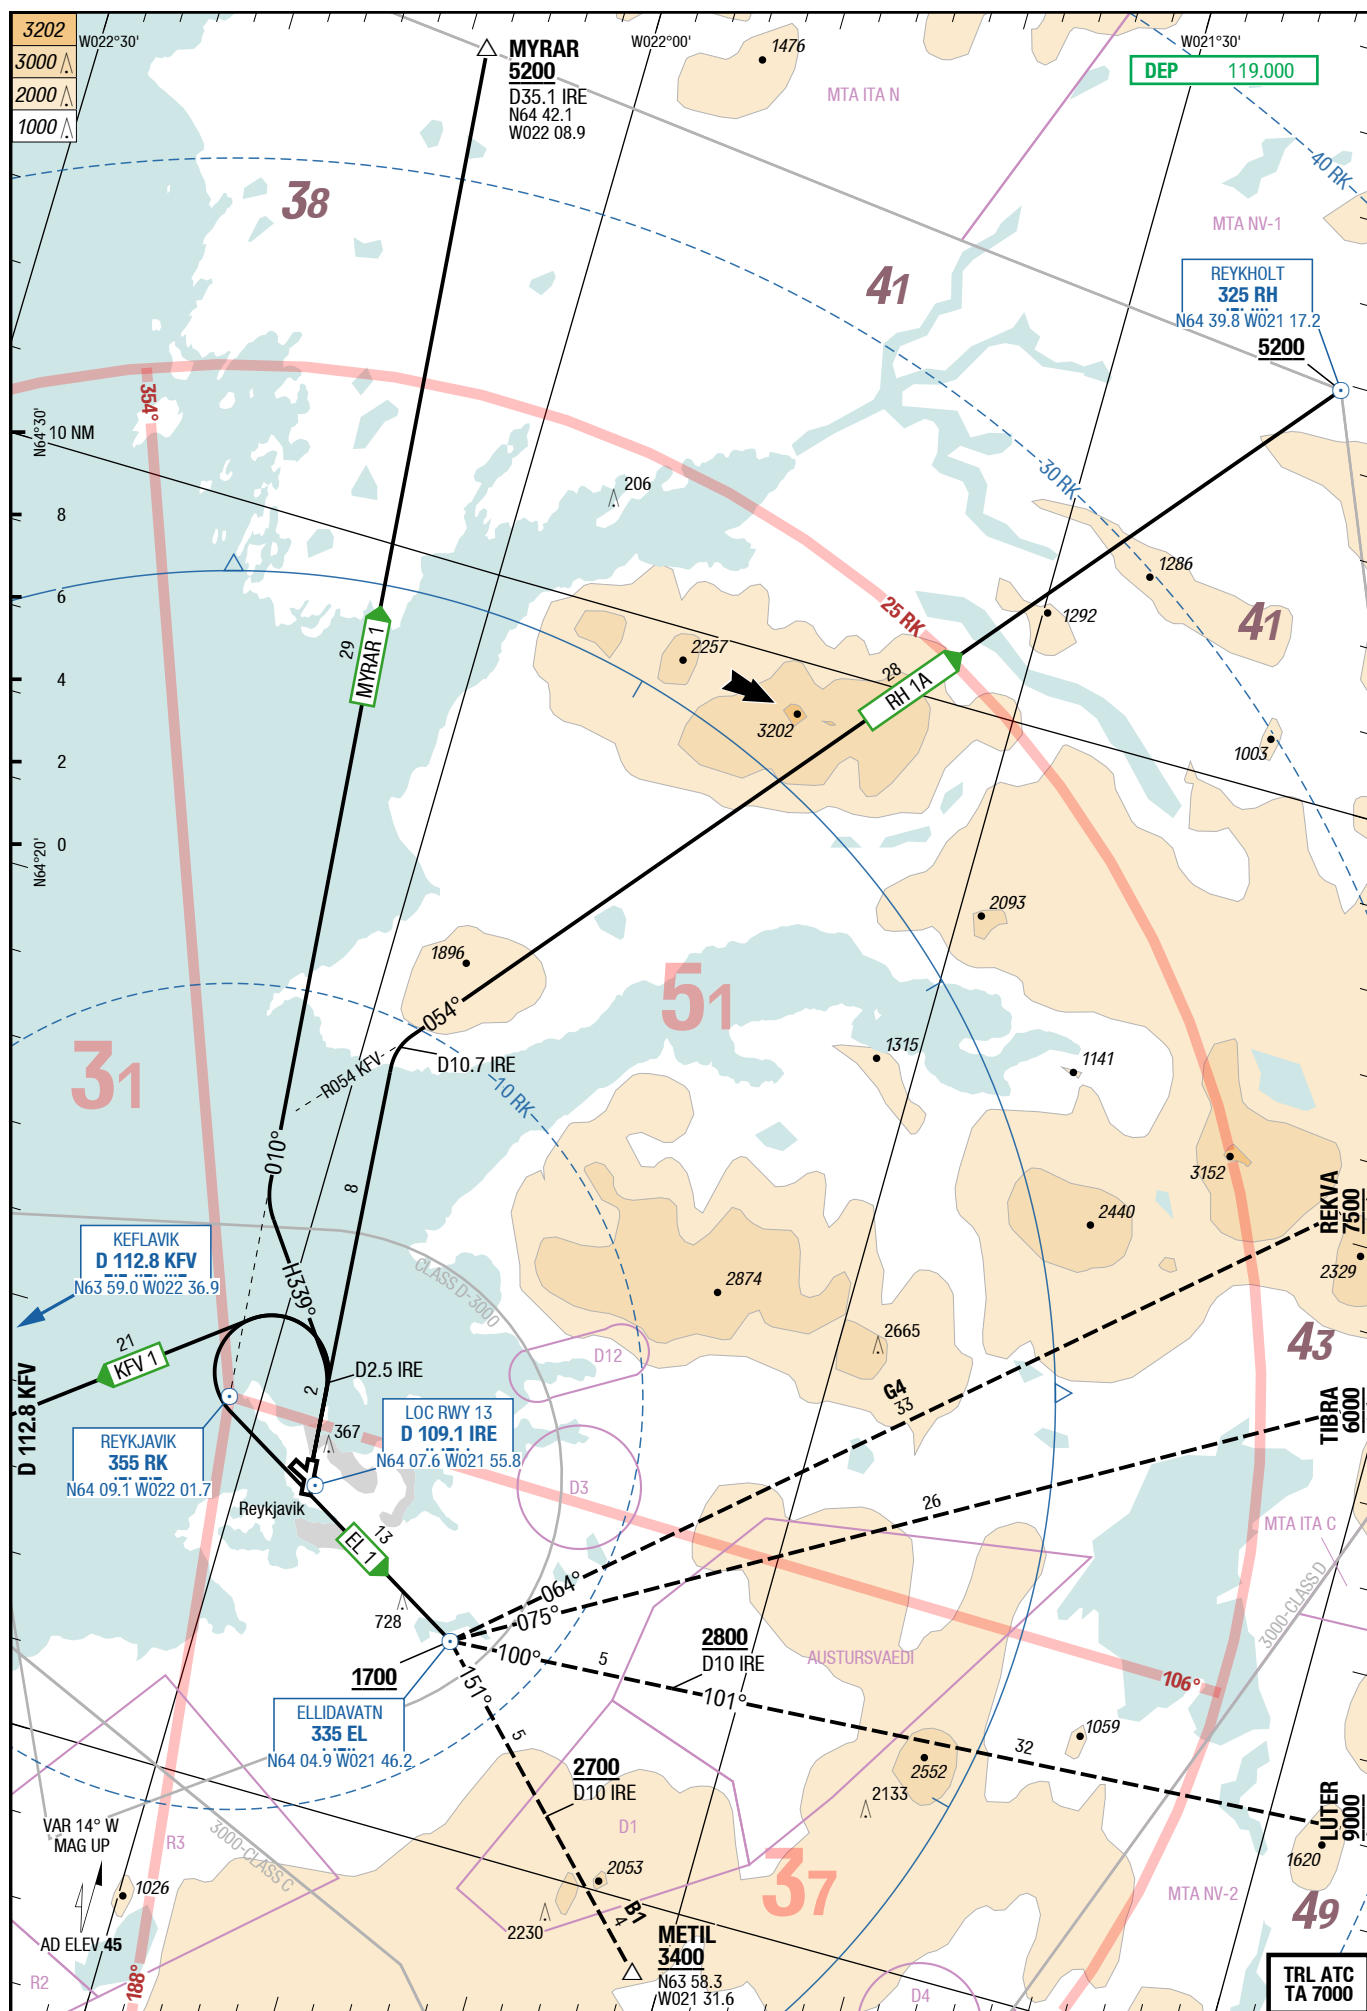 3202
3000
2000
1000
W022°30'
MYRAR
5200
D35.1 IRE
N64 42.1
W022 08.9
W022°00'
1476
MTA ITA N
W021°30'
DEP 119.000
40 RK
38
41
MTA NV-1
REYKHOLT
325 RH
N64 39.8 W021 17.2
5200
354°
N64°30'
10 NM
8
6
4
2
0
N64°20'
206
30 RK
1286
1292
41
25 RK
29
MYRAR 1
2257
3202
28
RH 1A
1003
2093
1896
054°
51
R054 KFV
D10.7 IRE
10 RK
1315
1141
31
010°
8
3152
2440
REKVA
7500
2329
KEFLAVIK
D 112.8 KFV
N63 59.0 W022 36.9
H339°
CLASS D-3000
2874
21
KFV 1
D 112.8 KFV
2
D2.5 IRE
D12
2665
G4
33
43
TIBRA
6000
367
LOC RWY 13
D 109.1 IRE
N64 07.6 W021 55.8
REYKJAVIK
355 RK
N64 09.1 W022 01.7
Reykjavik
D3
26
MTA ITA C
13
EL 1
728
064°
075°
100°
5
2800
D10 IRE
101°
AUSTURSVAEDI
3000-CLASS D
106°
1700
151°
ELLIDAVATN
335 EL
N64 04.9 W021 46.2
5
2700
D10 IRE
1059
32
2552
2133
LUTER
9000
1620
VAR 14° W
MAG UP
R3
3000-CLASS C
D1
2053
37
MTA NV-2
49
1026
2230
B1
4
AD ELEV 45
METIL
3400
N63 58.3
W021 31.6
R2
188°
D4
TRL ATC
TA 7000